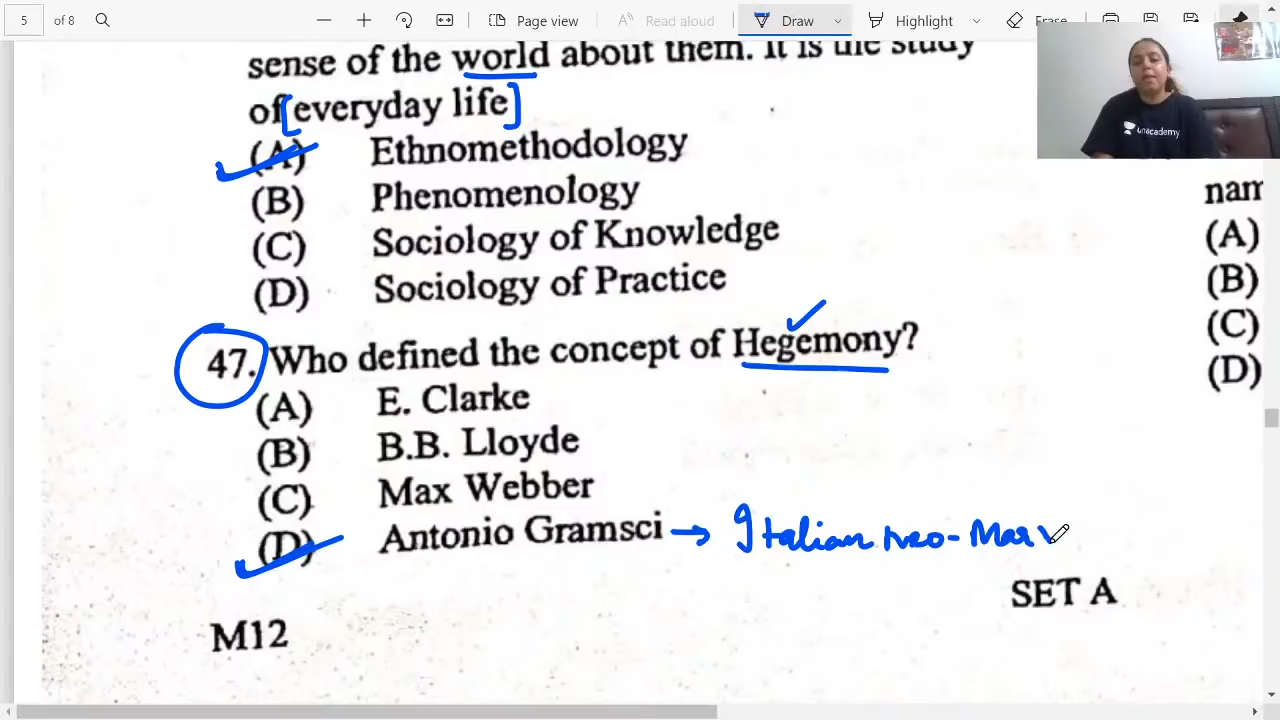 5 of 8 Page view Read aloud Draw Highlight Erase
sense of the world about them. It is the study
of [everyday life]
(A) Ethnomethodology
(B) Phenomenology
(C) Sociology of Knowledge
(D) Sociology of Practice
47. Who defined the concept of Hegemony?
(A) E. Clarke
(B) B.B. Lloyde
(C) Max Webber
(D) Antonio Gramsci → Italian neo-Marx
SET A
M12
unacademy
(A)
(B)
(C)
(D)